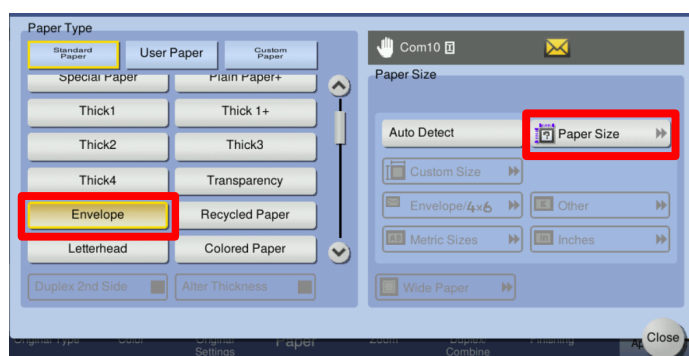 Paper Type
Standard
Paper
User Paper
Custom
Paper
Special Paper
Plain Paper+
Thick1
Thick 1+
Thick2
Thick3
Thick4
Transparency
Envelope
Recycled Paper
Letterhead
Colored Paper
Duplex 2nd Side
Alter Thickness
Com10
Paper Size
Auto Detect
? Paper Size
Custom Size
Envelope/4×6
Other
Metric Sizes
Inches
Wide Paper
Close
Original Type
Color
Original
Settings
Paper
Zoom
Duplex/
Combine
Finishing